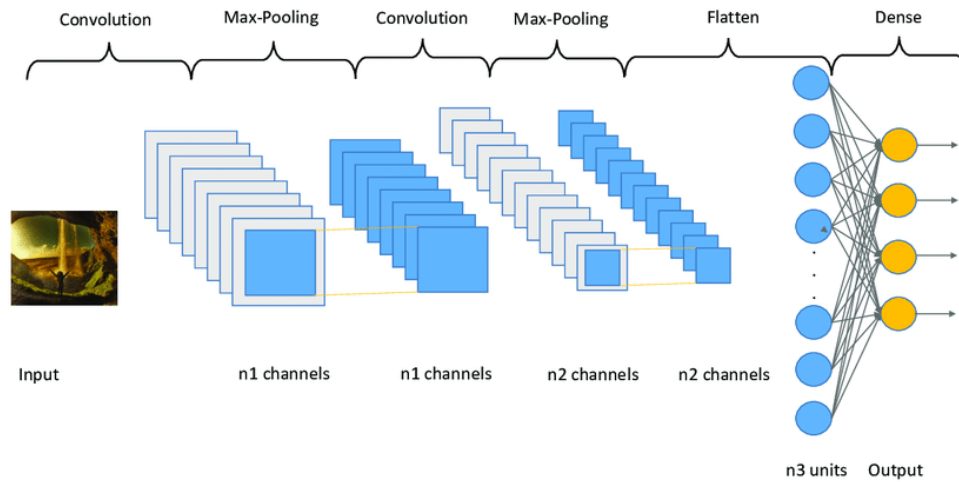 Convolution Max-Pooling Convolution Max-Pooling Flatten Dense
Input n1 channels n1 channels n2 channels n2 channels
n3 units Output